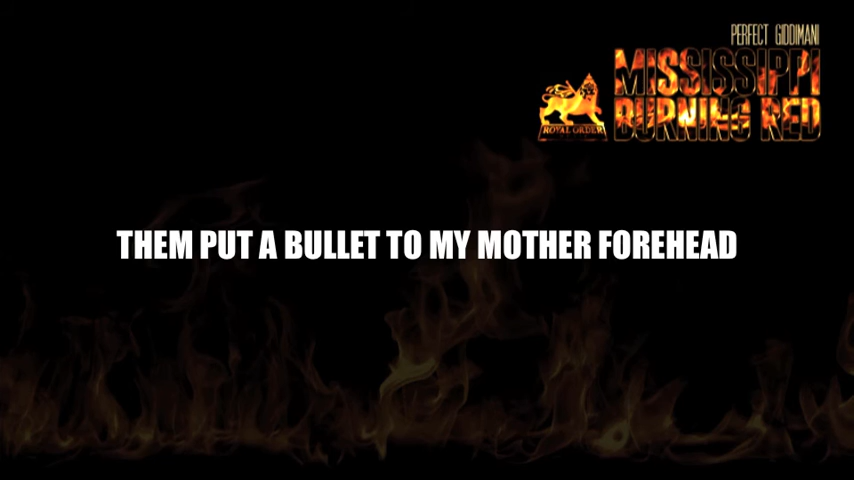 PERFECT GIDDIMANI
MISSISSIPPI
BURNING RED
ROYAL ORDER
THEM PUT A BULLET TO MY MOTHER FOREHEAD